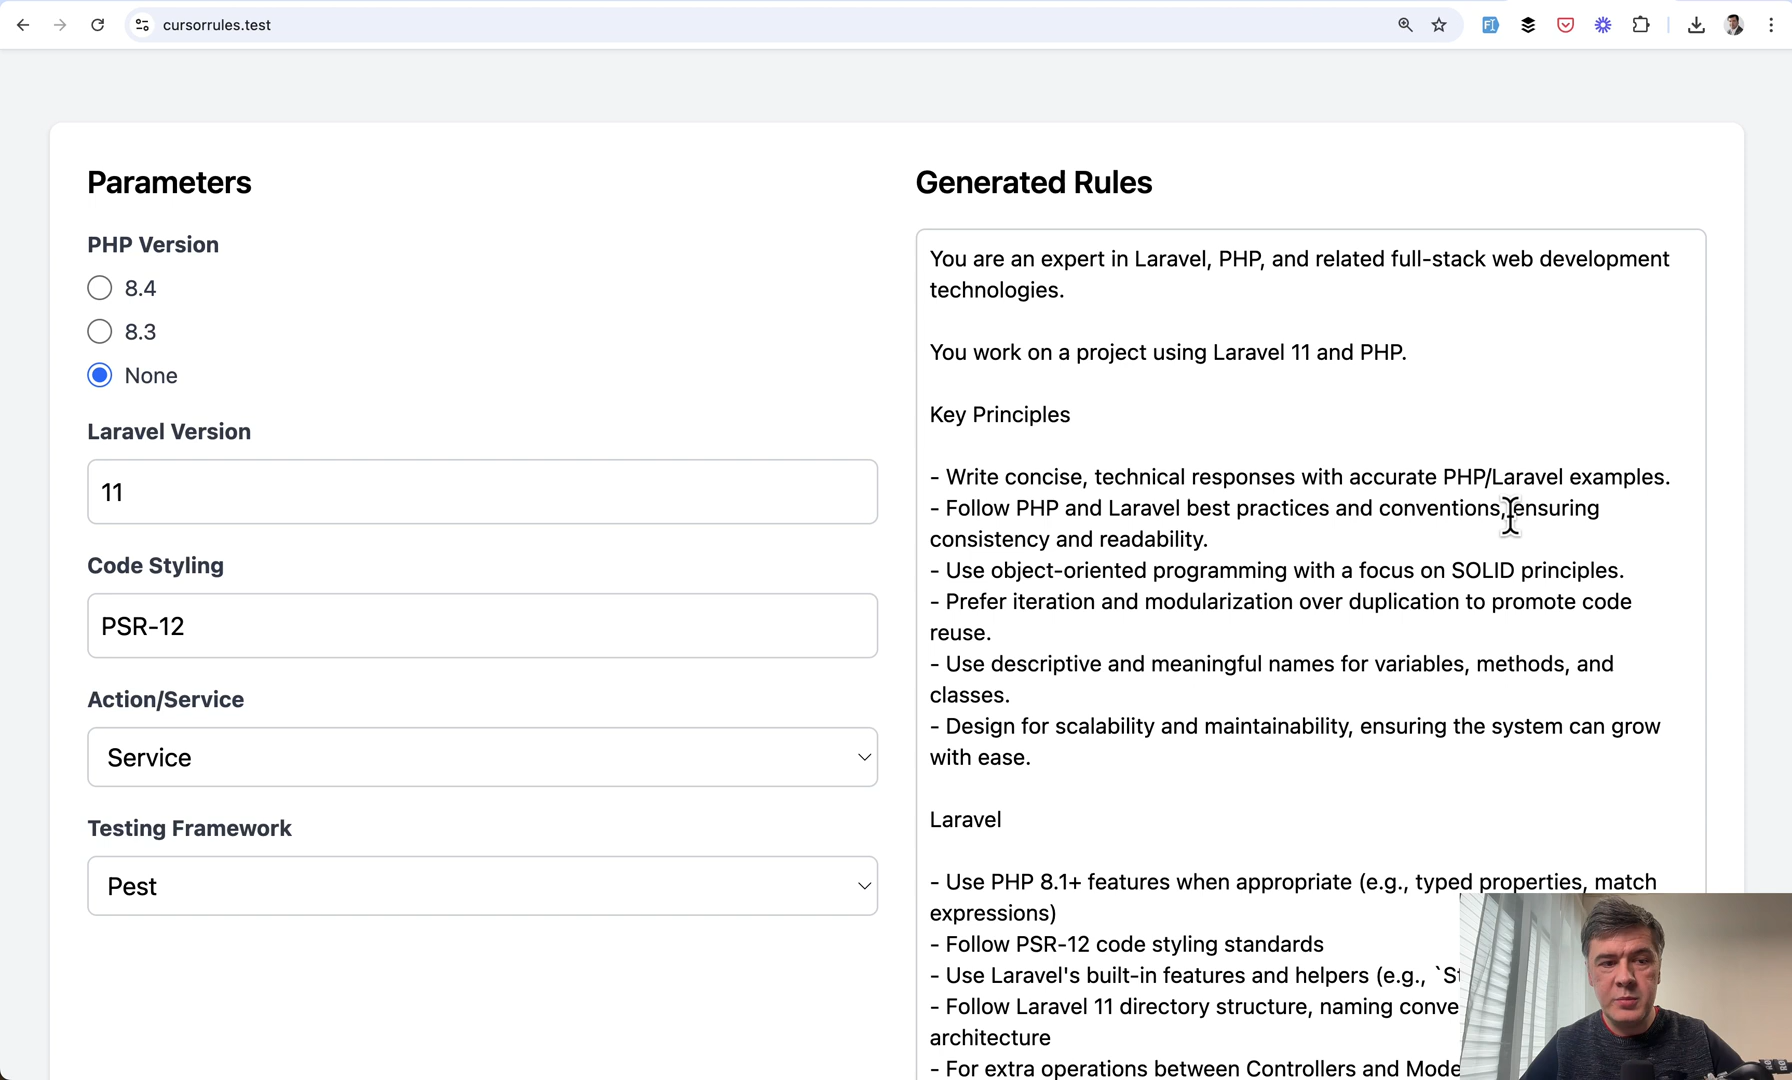 cursorrules.test
Parameters
PHP Version
8.4
8.3
None
Laravel Version
11
Code Styling
PSR-12
Action/Service
Service
Testing Framework
Pest
Generated Rules
You are an expert in Laravel, PHP, and related full-stack web development
technologies.
You work on a project using Laravel 11 and PHP.
Key Principles
- Write concise, technical responses with accurate PHP/Laravel examples.
- Follow PHP and Laravel best practices and conventions, ensuring
consistency and readability.
- Use object-oriented programming with a focus on SOLID principles.
- Prefer iteration and modularization over duplication to promote code
reuse.
- Use descriptive and meaningful names for variables, methods, and
classes.
- Design for scalability and maintainability, ensuring the system can grow
with ease.
Laravel
- Use PHP 8.1+ features when appropriate (e.g., typed properties, match
expressions)
- Follow PSR-12 code styling standards
- Use Laravel's built-in features and helpers (e.g.,
- Follow Laravel 11 directory structure, naming
architecture
- For extra operations between Controllers and